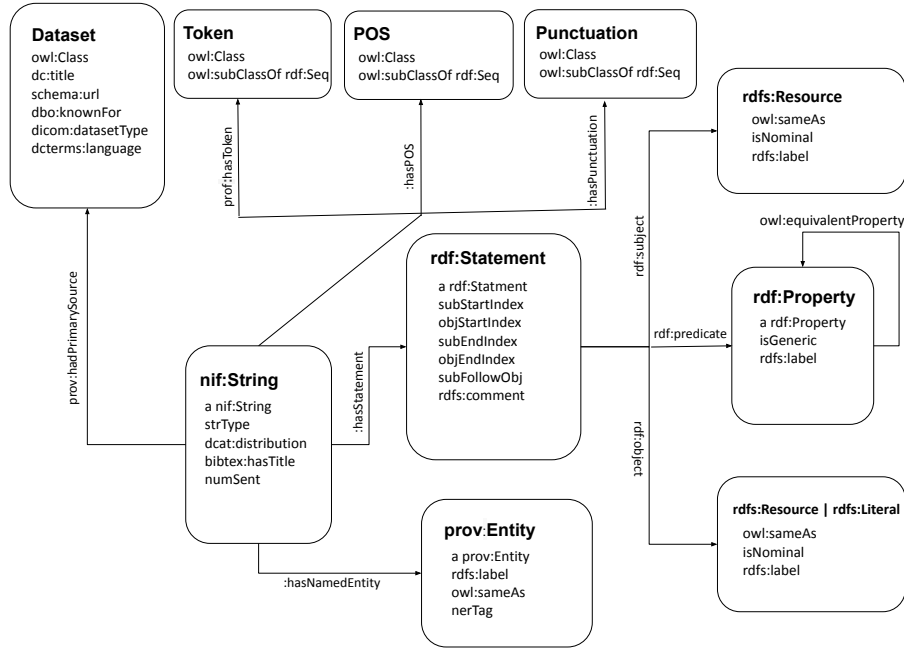 Dataset
owl:Class
dc:title
schema:url
dbo:knownFor
dicom:datasetType
dcterms:language
Token
owl:Class
owl:subClassOf rdf:Seq
POS
owl:Class
owl:subClassOf rdf:Seq
Punctuation
owl:Class
owl:subClassOf rdf:Seq
prof:hasToken
:hasPOS
:hasPunctuation
rdfs:Resource
owl:sameAs
isNominal
rdfs:label
rdf:subject
owl:equivalentProperty
rdf:Statement
a rdf:Statment
subStartIndex
objStartIndex
subEndIndex
objEndIndex
subFollowObj
rdfs:comment
rdf:predicate
rdf:Property
a rdf:Property
isGeneric
rdfs:label
prov:hadPrimarySource
nif:String
a nif:String
strType
dcat:distribution
bibtex:hasTitle
numSent
:hasStatement
rdf:object
rdfs:Resource | rdfs:Literal
owl:sameAs
isNominal
rdfs:label
:hasNamedEntity
prov:Entity
a prov:Entity
rdfs:label
owl:sameAs
nerTag